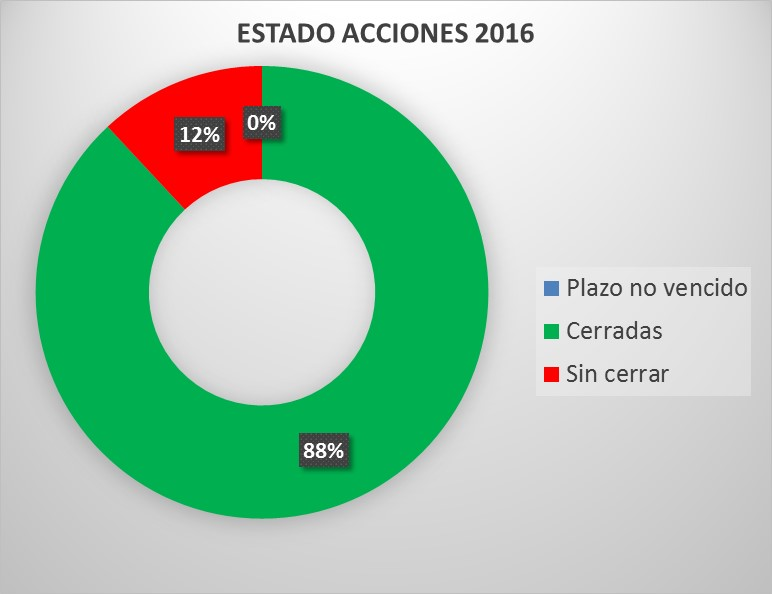 ESTADO ACCIONES 2016
12%
0%
88%
Plazo no vencido
Cerradas
Sin cerrar